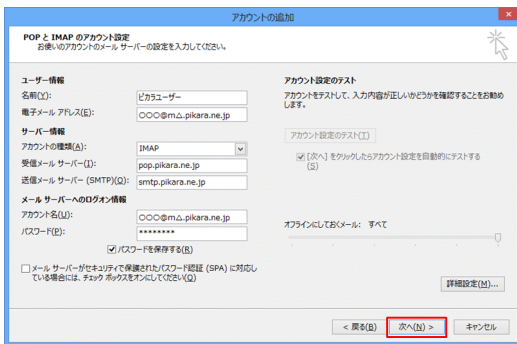 アカウントの追加
POP と IMAP のアカウント設定
お使いのアカウントのメール サーバーの設定を入力してください。
ユーザー情報
名前(Y):
ピカラユーザー
電子メール アドレス(E):
○○○@m△.pikara.ne.jp
サーバー情報
アカウントの種類(A):
IMAP
受信メール サーバー(I):
pop.pikara.ne.jp
送信メール サーバー (SMTP)(O):
smtp.pikara.ne.jp
メール サーバーへのログオン情報
アカウント名(U):
○○○@m△.pikara.ne.jp
パスワード(P):
********
パスワードを保存する(R)
メール サーバーがセキュリティで保護されたパスワード認証 (SPA) に対応し
ている場合には、チェック ボックスをオンにしてください(Q)
アカウント設定のテスト
アカウントをテストして、入力内容が正しいかどうかを確認することをお勧め
します。
アカウント設定のテスト(T)
[次へ] をクリックしたらアカウント設定を自動的にテストする
(S)
オフラインにしておくメール: すべて
詳細設定(M)...
< 戻る(B)
次へ(N) >
キャンセル